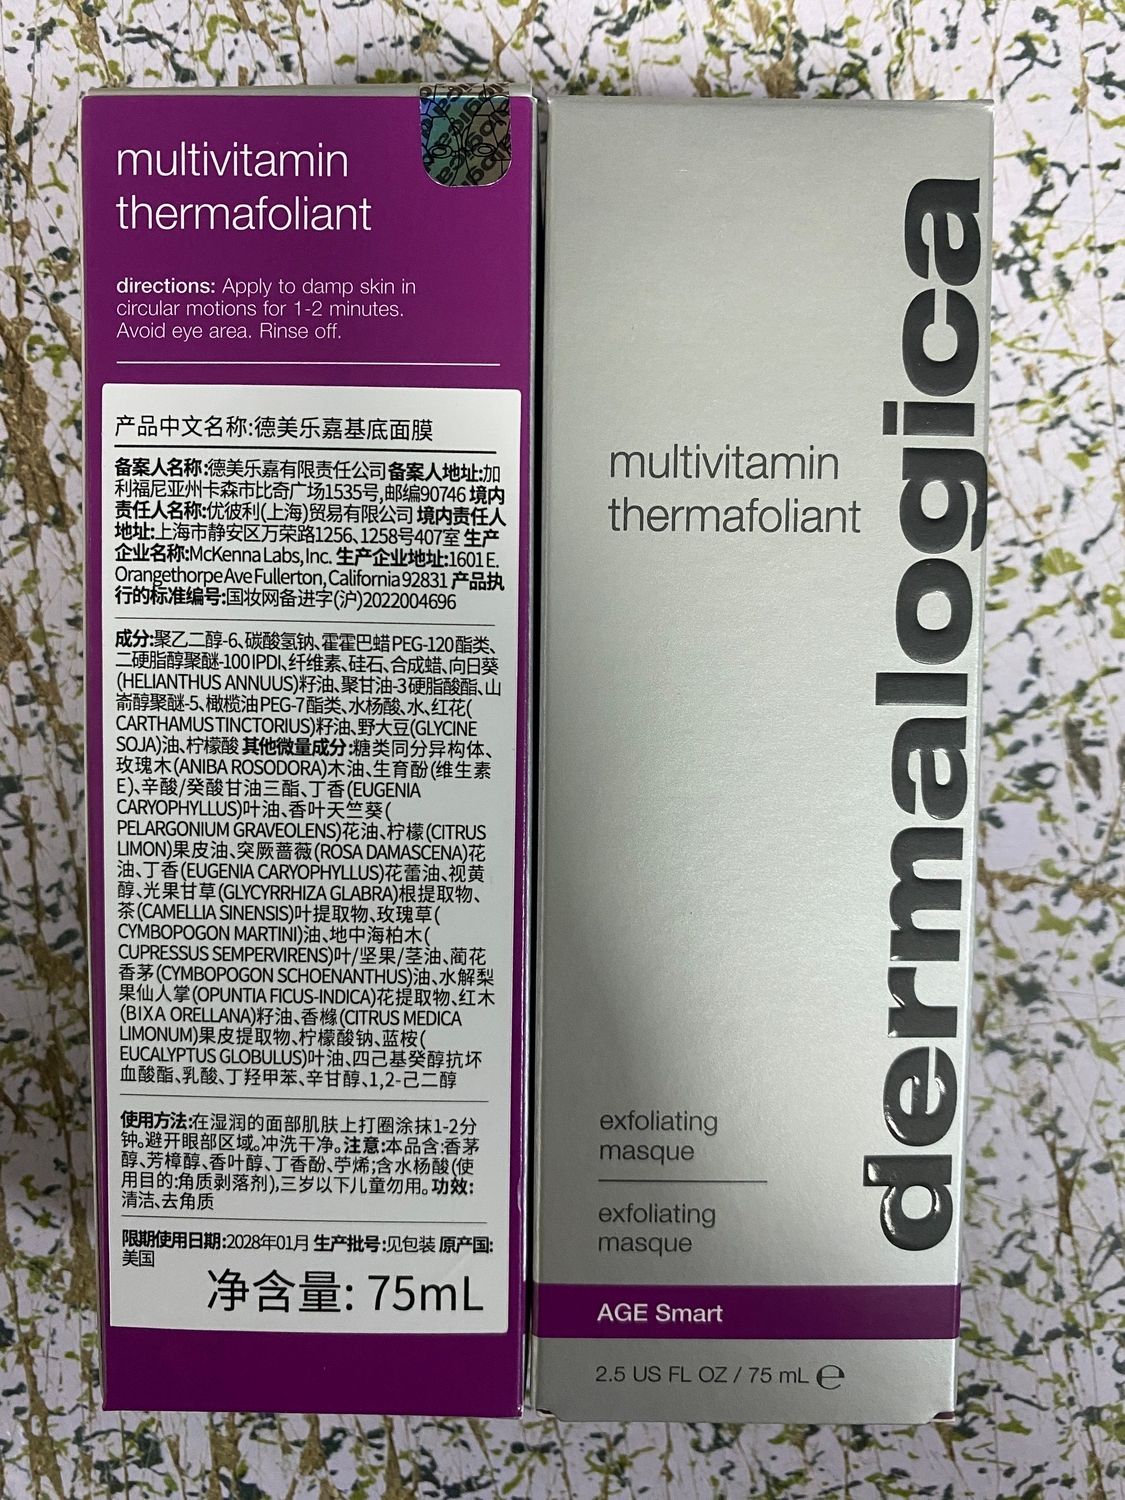 multivitamin
thermafoliant
directions: Apply to damp skin in
circular motions for 1-2 minutes.
Avoid eye area. Rinse off.
产品中文名称:德美乐嘉基底面膜
备案人名称:德美乐嘉有限责任公司 备案人地址:加
利福尼亚州卡森市比奇广场1535号,邮编90746 境内
责任人名称:优彼利(上海)贸易有限公司 境内责任人
地址:上海市静安区万荣路1256、1258号407室 生产
企业名称:McKenna Labs, Inc. 生产企业地址:1601 E.
Orangethorpe Ave Fullerton, California 92831 产品执
行的标准编号:国妆网备进字(沪)2022004696
成分:聚乙二醇-6、碳酸氢钠、霍霍巴蜡 PEG-120 酯类、
二硬脂醇聚醚-100 IPDI、纤维素、硅石、合成蜡、向日葵
(HELIANTHUS ANNUUS)籽油、聚甘油-3 硬脂酸酯、山
嵛醇聚醚-5、橄榄油 PEG-7 酯类、水杨酸、水、红花(
CARTHAMUS TINCTORIUS)籽油、野大豆(GLYCINE
SOJA)油、柠檬酸 其他微量成分:糖类同分异构体、
玫瑰木(ANIBA ROSODORA)木油、生育酚(维生素
E)、辛酸/癸酸甘油三酯、丁香(EUGENIA
CARYOPHYLLUS)叶油、香叶天竺葵(
PELARGONIUM GRAVEOLENS)花油、柠檬(CITRUS
LIMON)果皮油、突厥蔷薇(ROSA DAMASCENA)花
油、丁香(EUGENIA CARYOPHYLLUS)花蕾油、视黄
醇、光果甘草(GLYCYRRHIZA GLABRA)根提取物、
茶(CAMELLIA SINENSIS)叶提取物、玫瑰草(
CYMBOPOGON MARTINI)油、地中海柏木(
CUPRESSUS SEMPERVIRENS)叶/坚果/茎油、蔺花
香茅(CYMBOPOGON SCHOENANTHUS)油、水解梨
果仙人掌(OPUNTIA FICUS-INDICA)花提取物、红木
(BIXA ORELLANA)籽油、香橼(CITRUS MEDICA
LIMONUM)果皮提取物、柠檬酸钠、蓝桉(
EUCALYPTUS GLOBULUS)叶油、四己基癸醇抗坏
血酸酯、乳酸、丁羟甲苯、辛甘醇、1,2-己二醇
使用方法:在湿润的面部肌肤上打圈涂抹1-2分
钟。避开眼部区域。冲洗干净。注意:本品含:香茅
醇、芳樟醇、香叶醇、丁香酚、苧烯;含水杨酸(使
用目的:角质剥落剂),三岁以下儿童勿用。功效:
清洁、去角质
限期使用日期:2028年01月 生产批号:见包装 原产国:
美国
净含量: 75mL
dermalogica
multivitamin
thermafoliant
exfoliating
masque
exfoliating
masque
AGE Smart
2.5 US FL OZ / 75 mL ℮